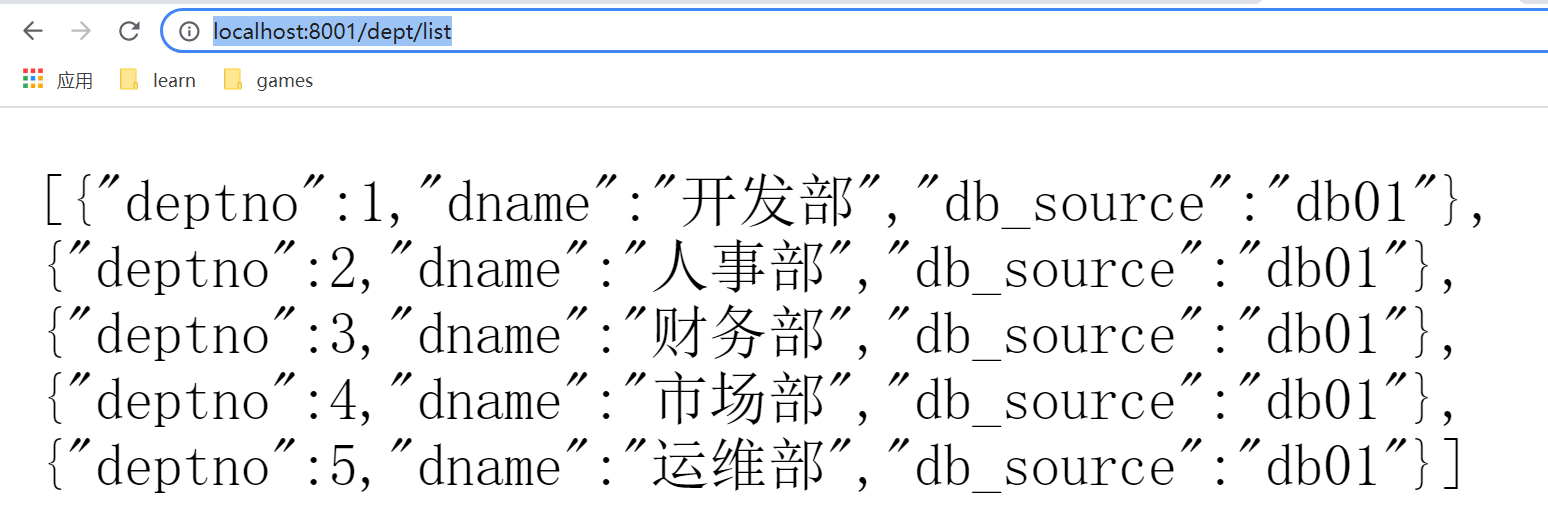 localhost:8001/dept/list
应用 learn games
[{"deptno":1,"dname":"开发部","db_source":"db01"},
{"deptno":2,"dname":"人事部","db_source":"db01"},
{"deptno":3,"dname":"财务部","db_source":"db01"},
{"deptno":4,"dname":"市场部","db_source":"db01"},
{"deptno":5,"dname":"运维部","db_source":"db01"}]